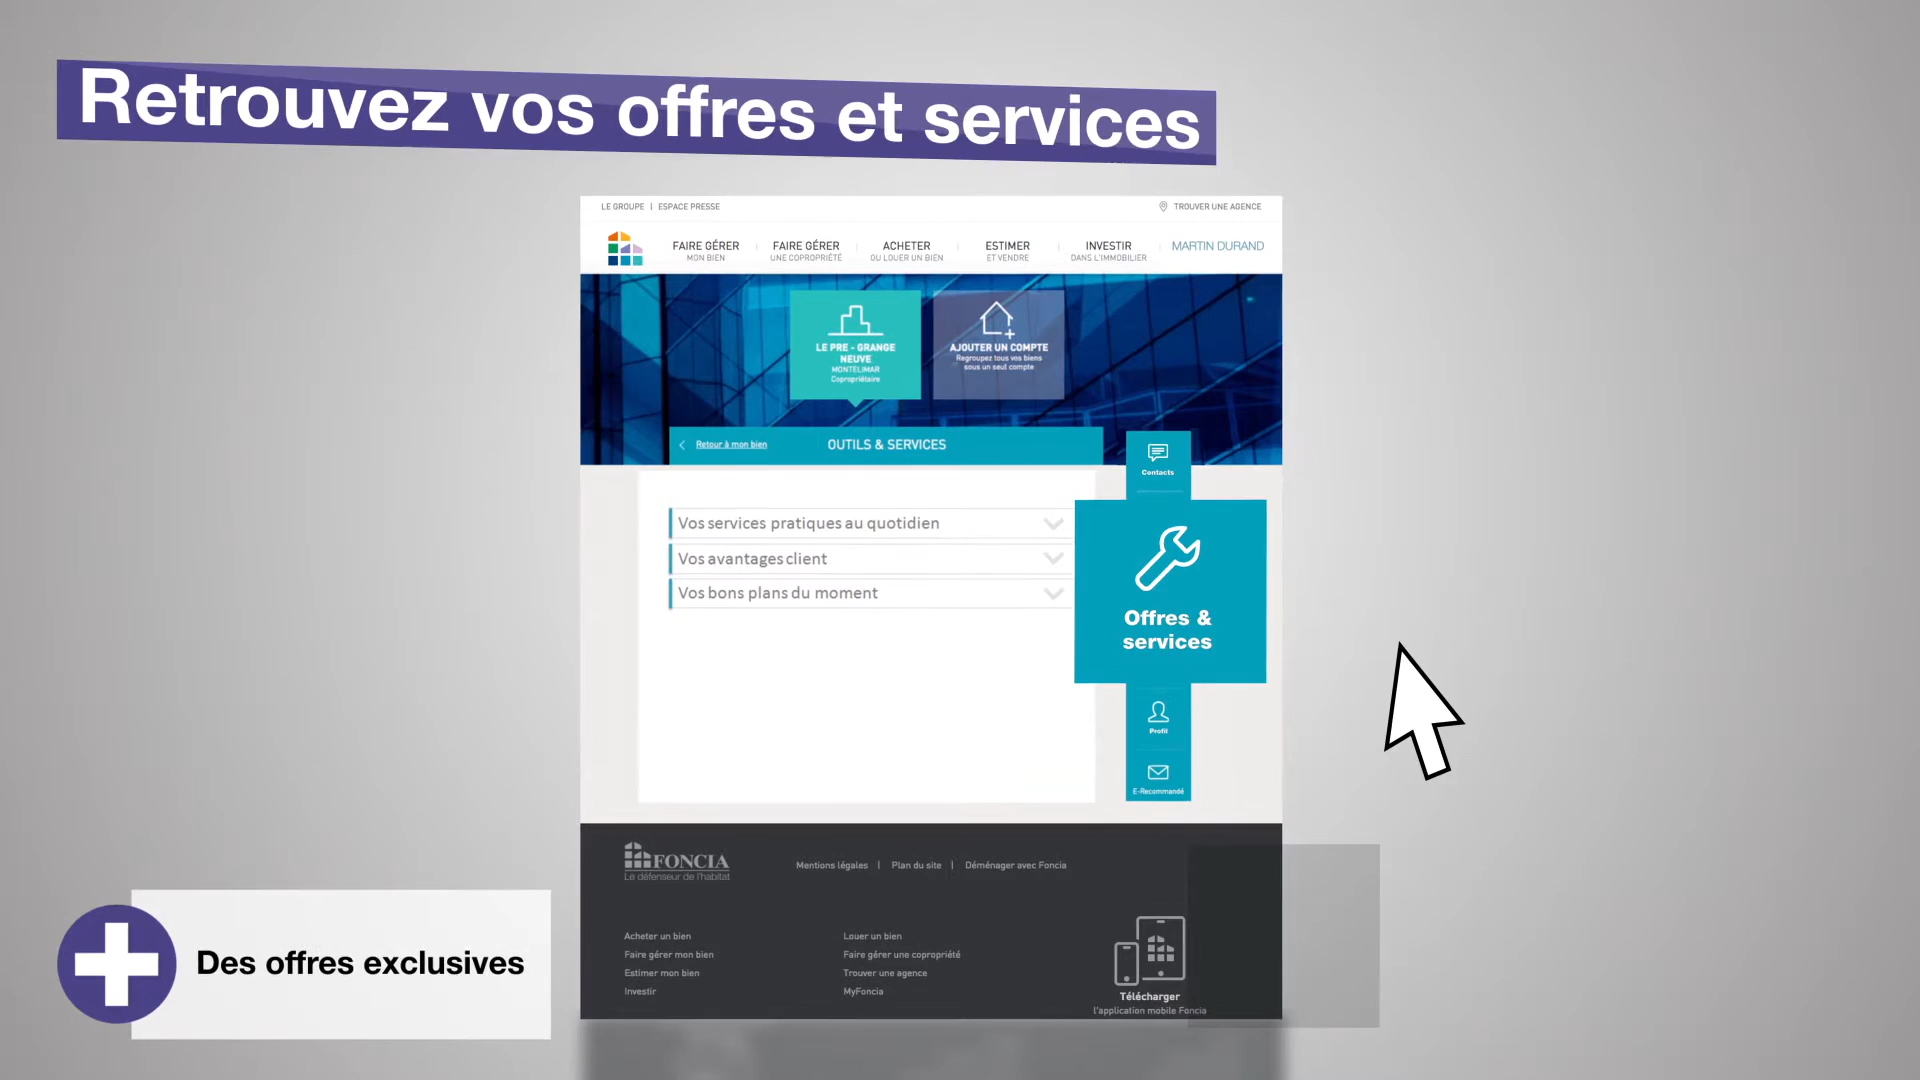 Retrouvez vos offres et services
LE GROUPE | ESPACE PRESSE
TROUVER UNE AGENCE
FAIRE GÉRER
MON BIEN
FAIRE GÉRER
UNE COPROPRIÉTÉ
ACHETER
OU LOUER UN BIEN
ESTIMER
ET VENDRE
INVESTIR
DANS L'IMMOBILIER
MARTIN DURAND
LE PRE - GRANGE
NEUVE
MONTELIMAR
Copropriétaire
AJOUTER UN COMPTE
Regroupez tous vos biens
sous un seul compte
Retour à mon bien
OUTILS & SERVICES
Contacts
Vos services pratiques au quotidien
Vos avantages client
Vos bons plans du moment
Offres &
services
Profil
E-Recommandé
FONCIA
Le défenseur de l'habitat
Mentions légales | Plan du site | Déménager avec Foncia
Acheter un bien
Faire gérer mon bien
Estimer mon bien
Investir
Louer un bien
Faire gérer une copropriété
Trouver une agence
MyFoncia
Télécharger
l'application mobile Foncia
Des offres exclusives